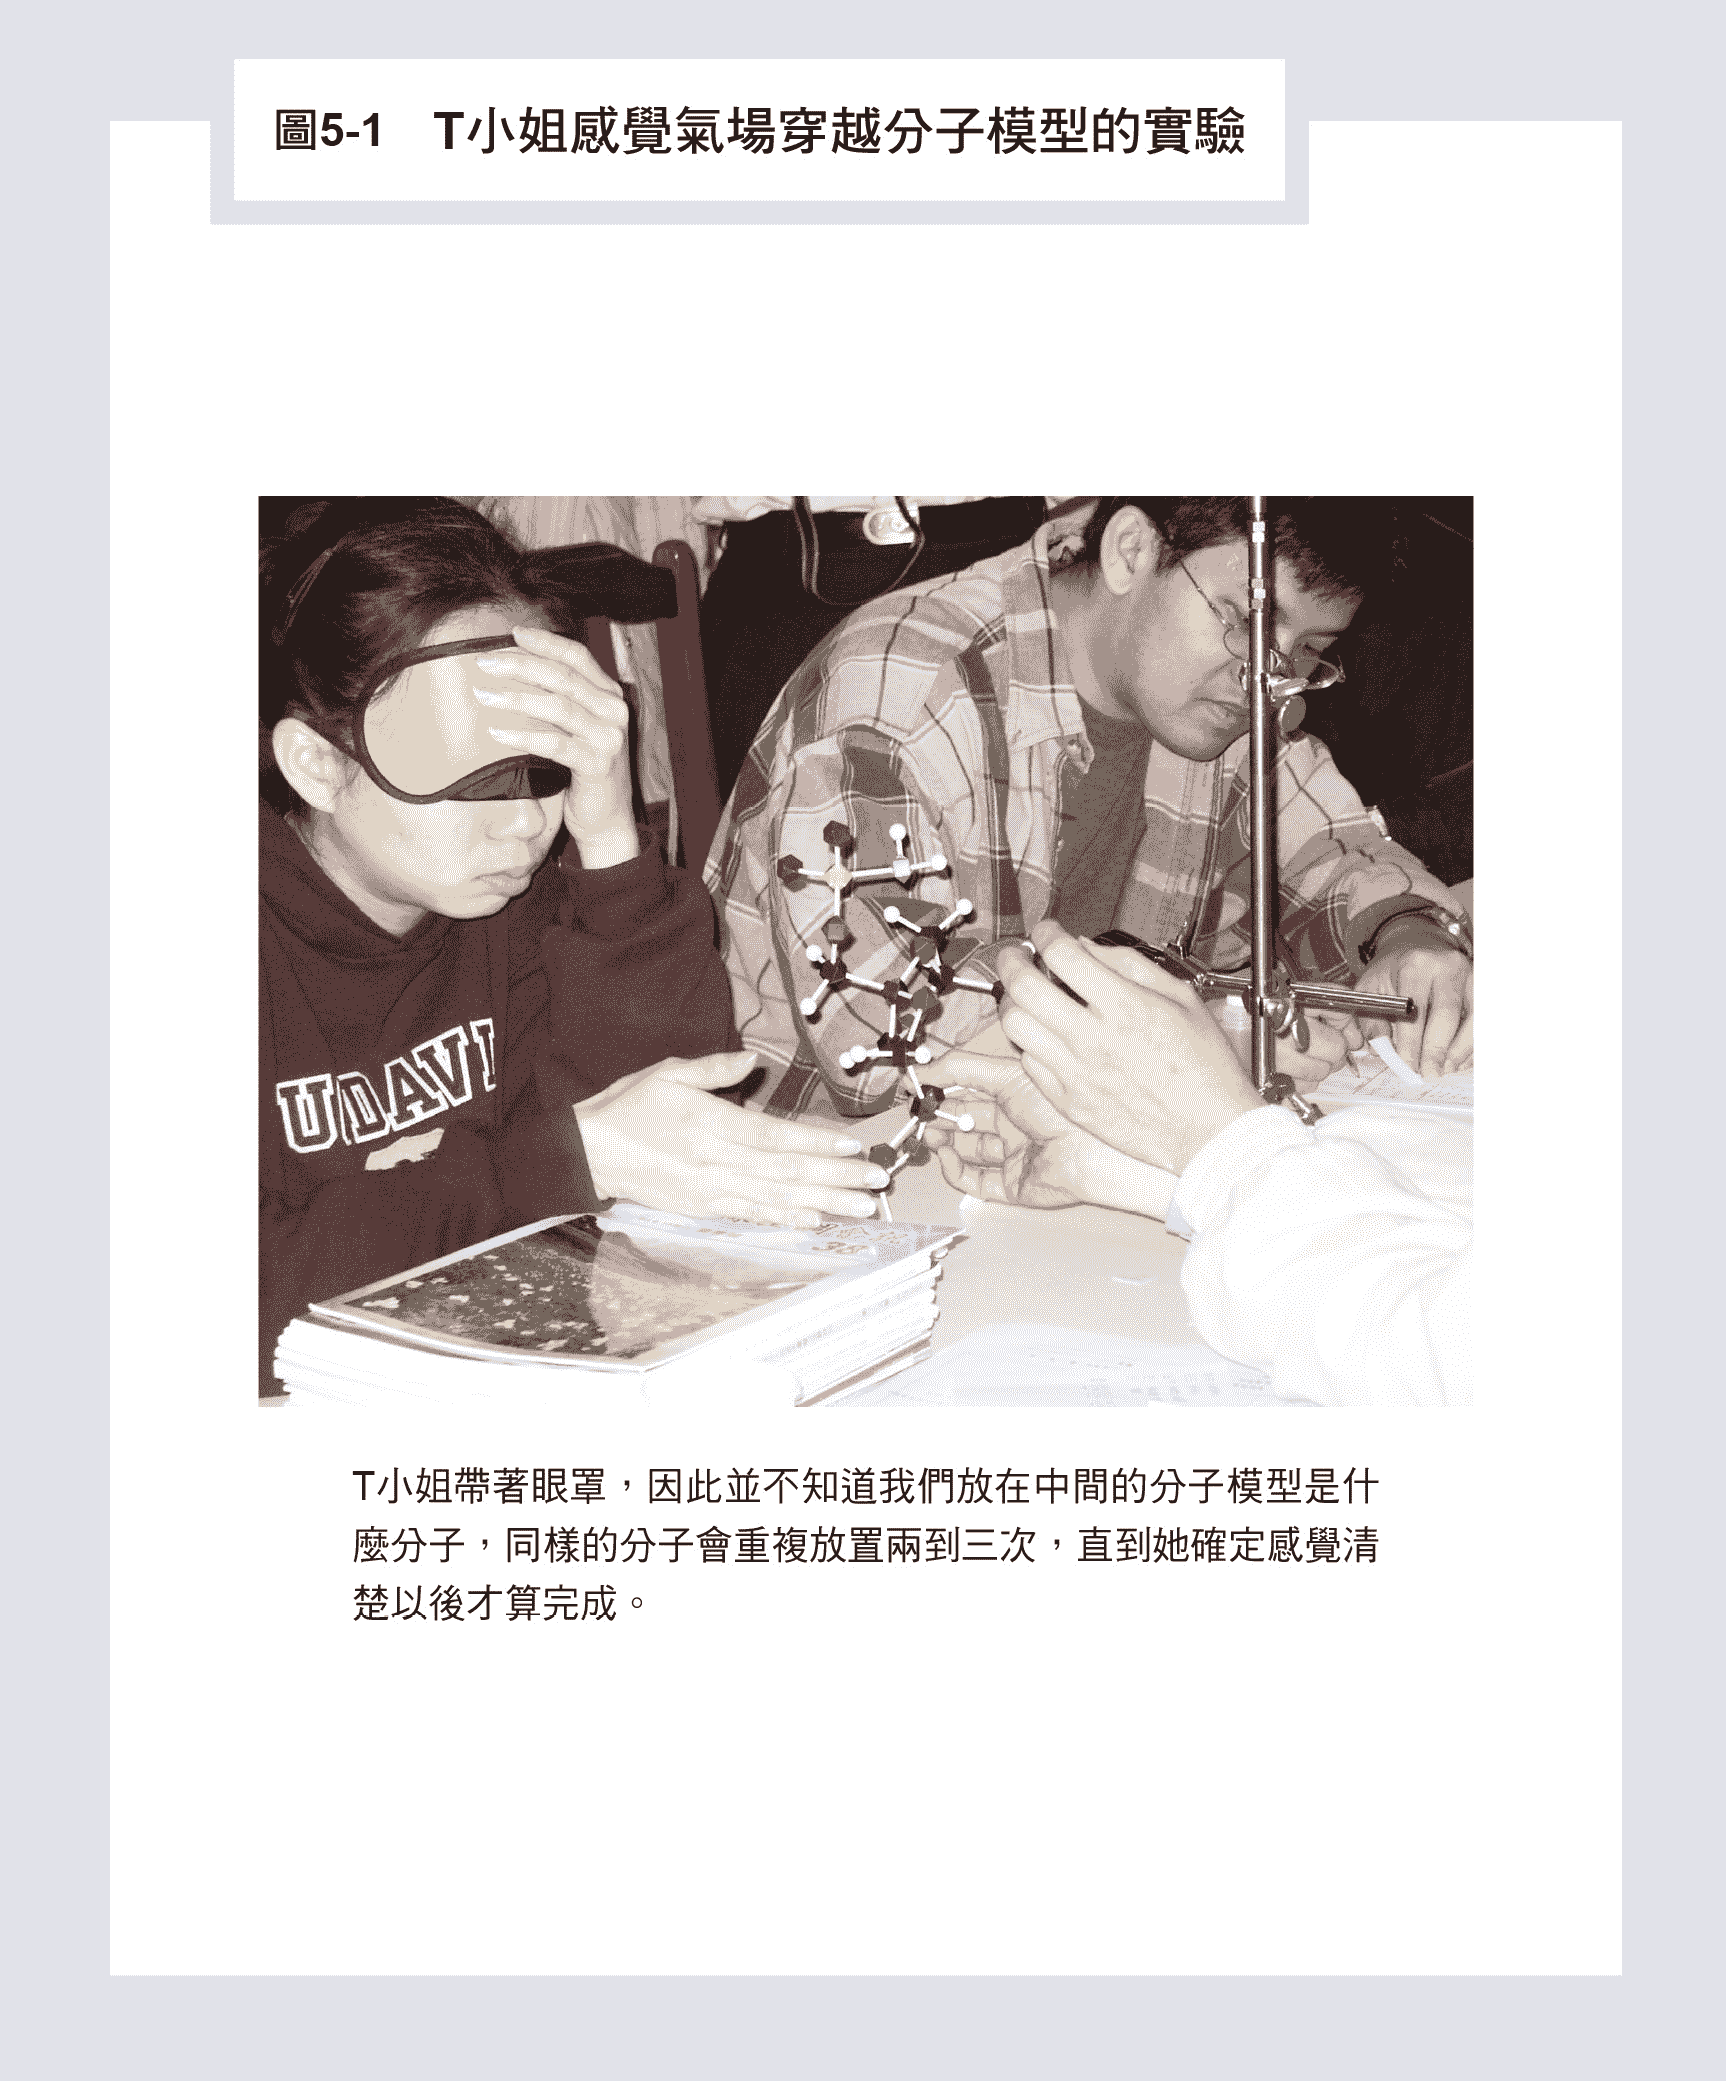 圖5-1 T小姐感覺氣場穿越分子模型的實驗
UDAVI
38
T小姐帶著眼罩，因此並不知道我們放在中間的分子模型是什
麼分子，同樣的分子會重複放置兩到三次，直到她確定感覺清
楚以後才算完成。